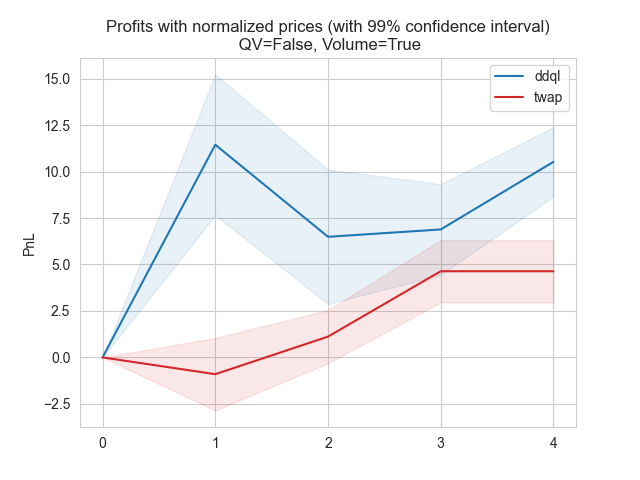 Profits with normalized prices (with 99% confidence interval)
QV=False, Volume=True
ddql
twap
PnL
15.0
12.5
10.0
7.5
5.0
2.5
0.0
−2.5
0 1 2 3 4